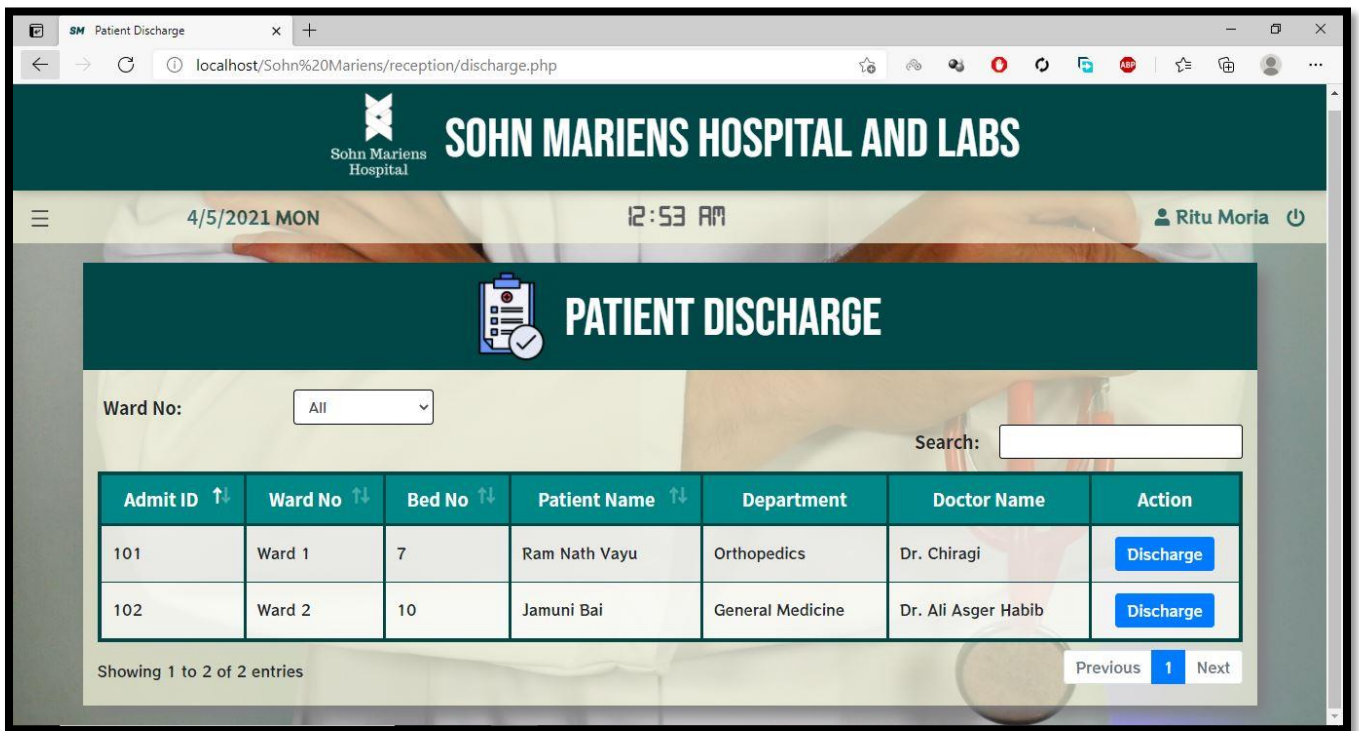 SM Patient Discharge
localhost/Sohn%20Mariens/reception/discharge.php
ABP
Sohn Mariens
Hospital
SOHN MARIENS HOSPITAL AND LABS
4/5/2021 MON 12:53 AM Ritu Moria
PATIENT DISCHARGE
Ward No: All
Search:
Admit ID Ward No Bed No Patient Name Department Doctor Name Action
101 Ward 1 7 Ram Nath Vayu Orthopedics Dr. Chiragi Discharge
102 Ward 2 10 Jamuni Bai General Medicine Dr. Ali Asger Habib Discharge
Showing 1 to 2 of 2 entries Previous 1 Next